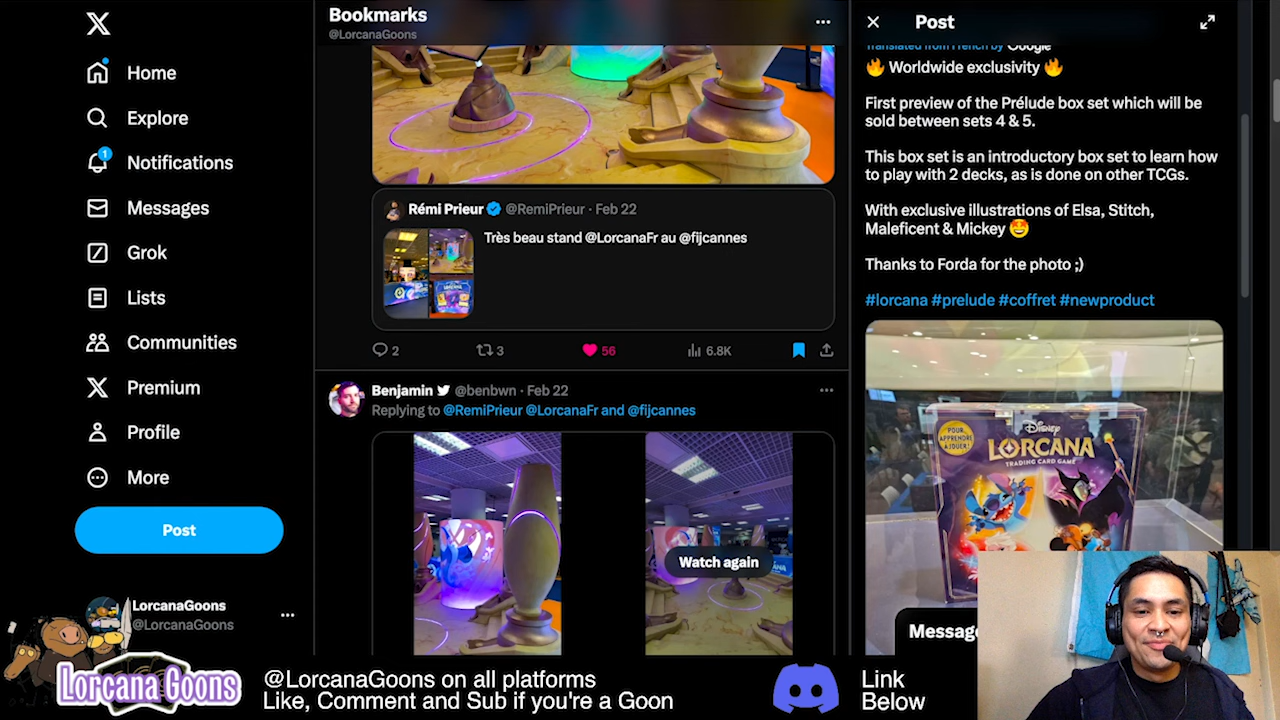 Home
Explore
1
Notifications
Messages
Grok
Lists
Communities
Premium
Profile
More
Post
LorcanaGoons
@LorcanaGoons
Bookmarks
@LorcanaGoons
Rémi Prieur @RemiPrieur · Feb 22
Très beau stand @LorcanaFr au @fijcannes
2 3 56 6.8K
Benjamin @benbwn · Feb 22
Replying to @RemiPrieur @LorcanaFr and @fijcannes
Watch again
Post
Translated from French by Google
🔥 Worldwide exclusivity 🔥
First preview of the Prélude box set which will be
sold between sets 4 & 5.
This box set is an introductory box set to learn how
to play with 2 decks, as is done on other TCGs.
With exclusive illustrations of Elsa, Stitch,
Maleficent & Mickey 🤩
Thanks to Forda for the photo ;)
#lorcana #prelude #coffret #newproduct
POUR
APPRENDRE
À JOUER!
Disney
LORCANA
TRADING CARD GAME
Message
Lorcana Goons
@LorcanaGoons on all platforms
Like, Comment and Sub if you're a Goon
Link
Below